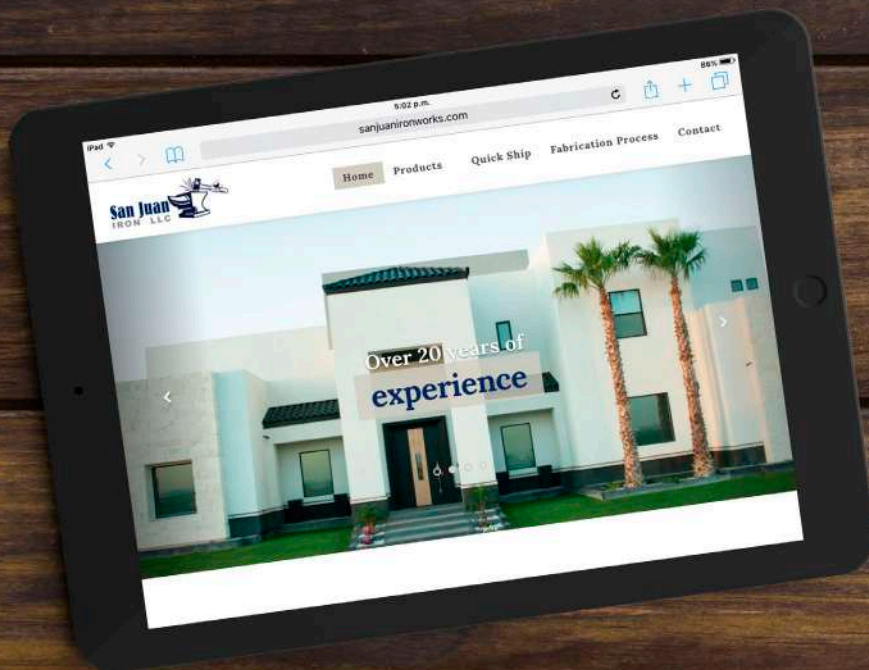 iPad
5:02 p.m.
86%
sanjuanironworks.com
San Juan
IRON LLC
Home Products Quick Ship Fabrication Process Contact
Over 20 years of
experience